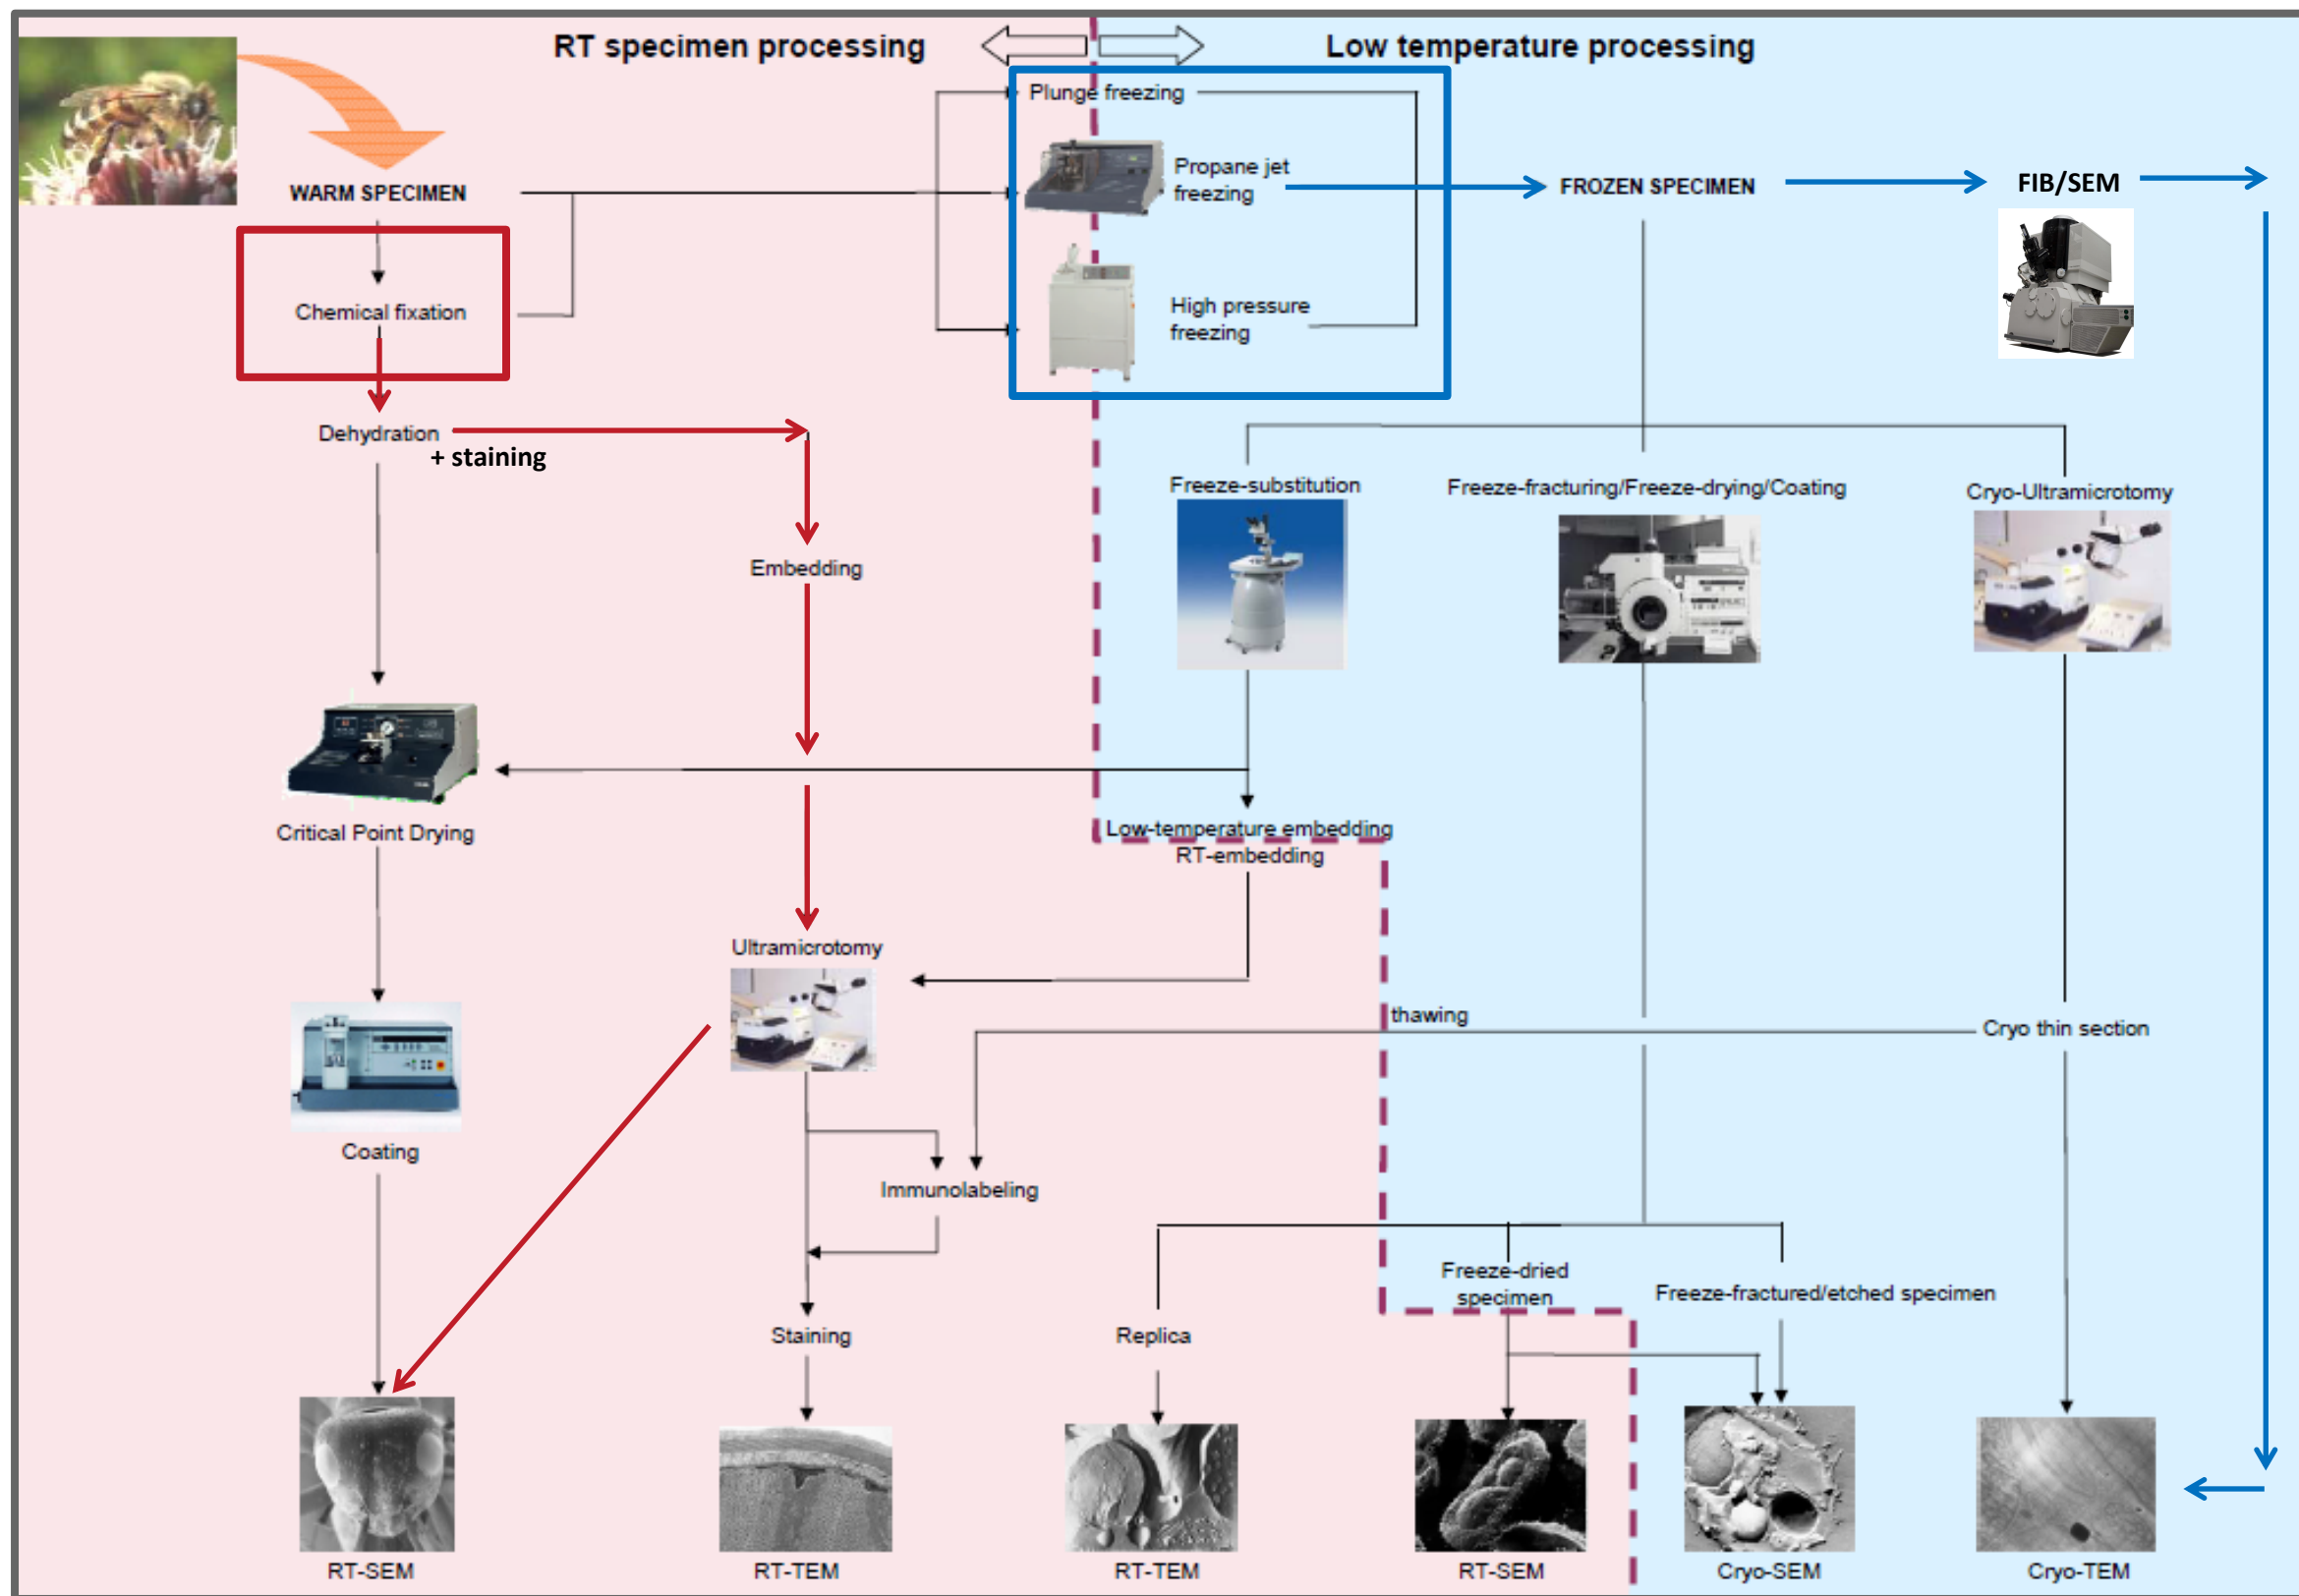 RT specimen processing
Low temperature processing
Plunge freezing
Propane jet
freezing
WARM SPECIMEN
FROZEN SPECIMEN
FIB/SEM
Chemical fixation
High pressure
freezing
Dehydration
+ staining
Freeze-substitution
Freeze-fracturing/Freeze-drying/Coating
Cryo-Ultramicrotomy
Embedding
Critical Point Drying
Low-temperature embedding
RT-embedding
Ultramicrotomy
thawing
Cryo thin section
Coating
Immunolabeling
Freeze-dried
specimen
Freeze-fractured/etched specimen
Staining
Replica
RT-SEM
RT-TEM
RT-TEM
RT-SEM
Cryo-SEM
Cryo-TEM